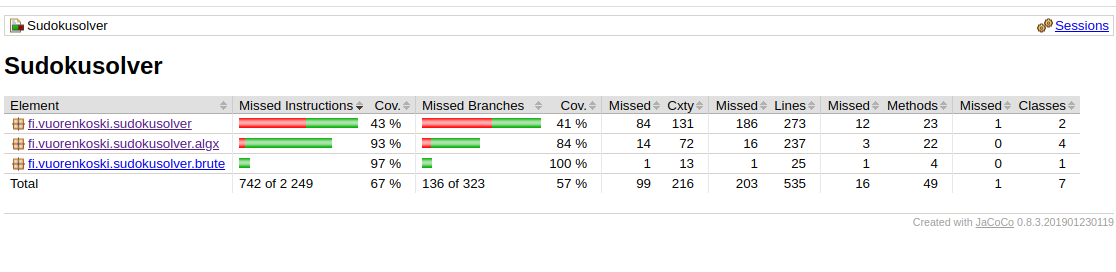 Sudokusolver Sessions
Sudokusolver
Element Missed Instructions Cov. Missed Branches Cov. Missed Cxty Missed Lines Missed Methods Missed Classes
fi.vuorenkoski.sudokusolver 43 % 41 % 84 131 186 273 12 23 1 2
fi.vuorenkoski.sudokusolver.algx 93 % 84 % 14 72 16 237 3 22 0 4
fi.vuorenkoski.sudokusolver.brute 97 % 100 % 1 13 1 25 1 4 0 1
Total 742 of 2 249 67 % 136 of 323 57 % 99 216 203 535 16 49 1 7
Created with JaCoCo 0.8.3.201901230119